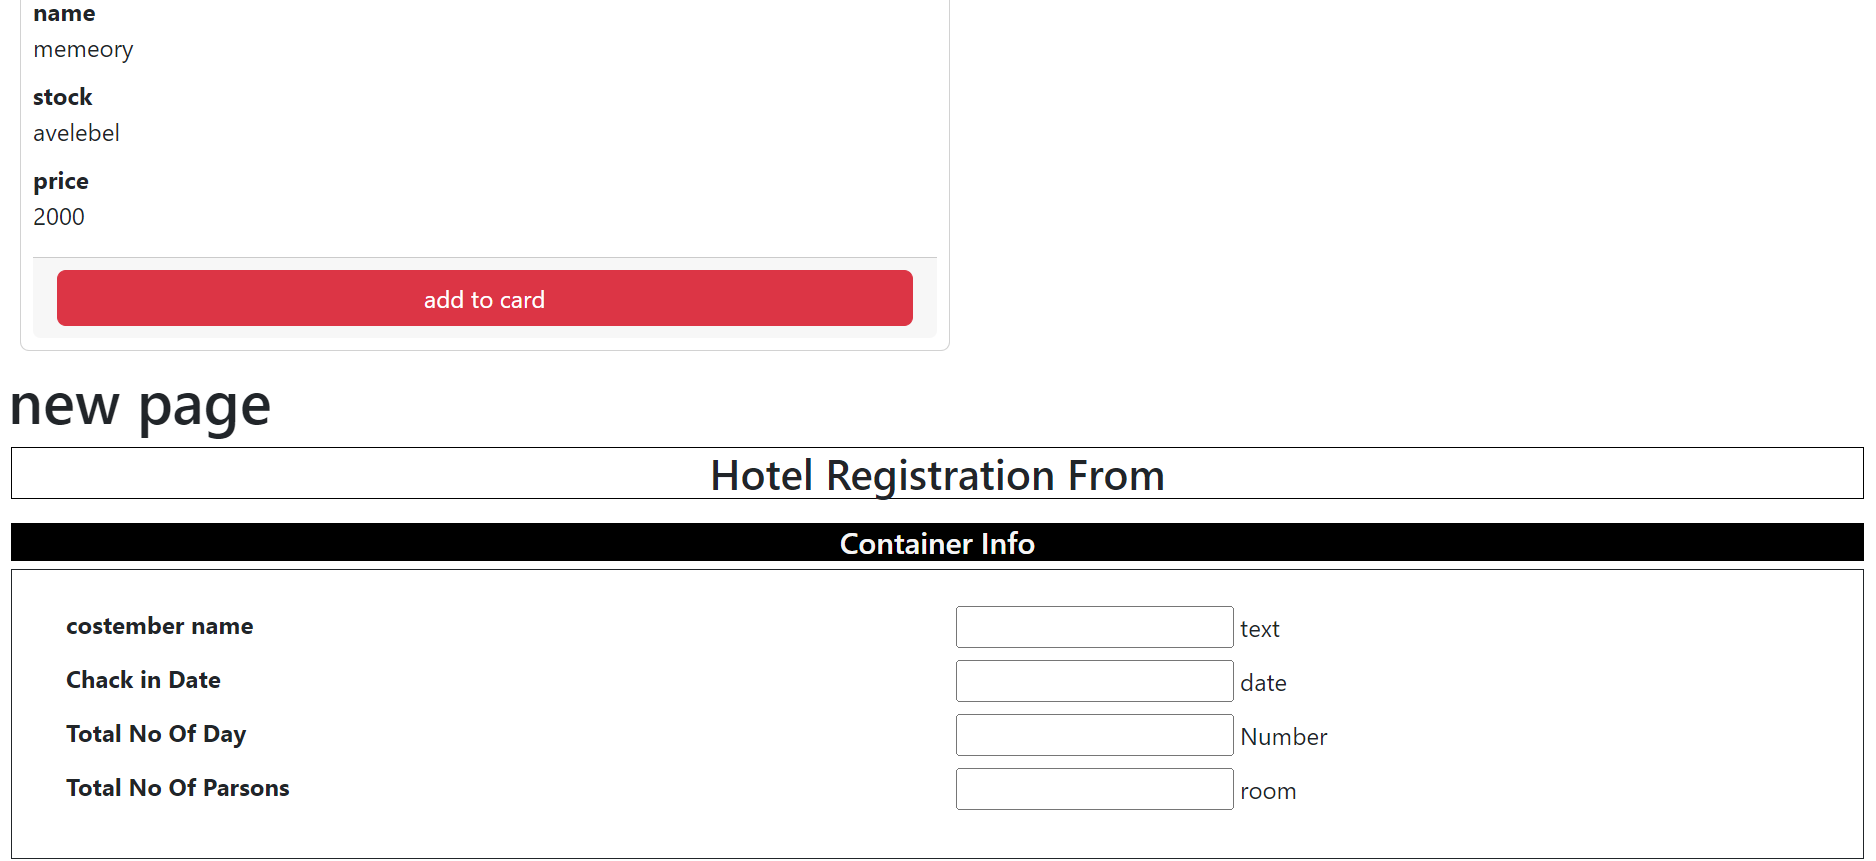 name
memeory
stock
avelebel
price
2000
add to card
new page
Hotel Registration From
Container Info
costember name text
Chack in Date date
Total No Of Day Number
Total No Of Parsons room